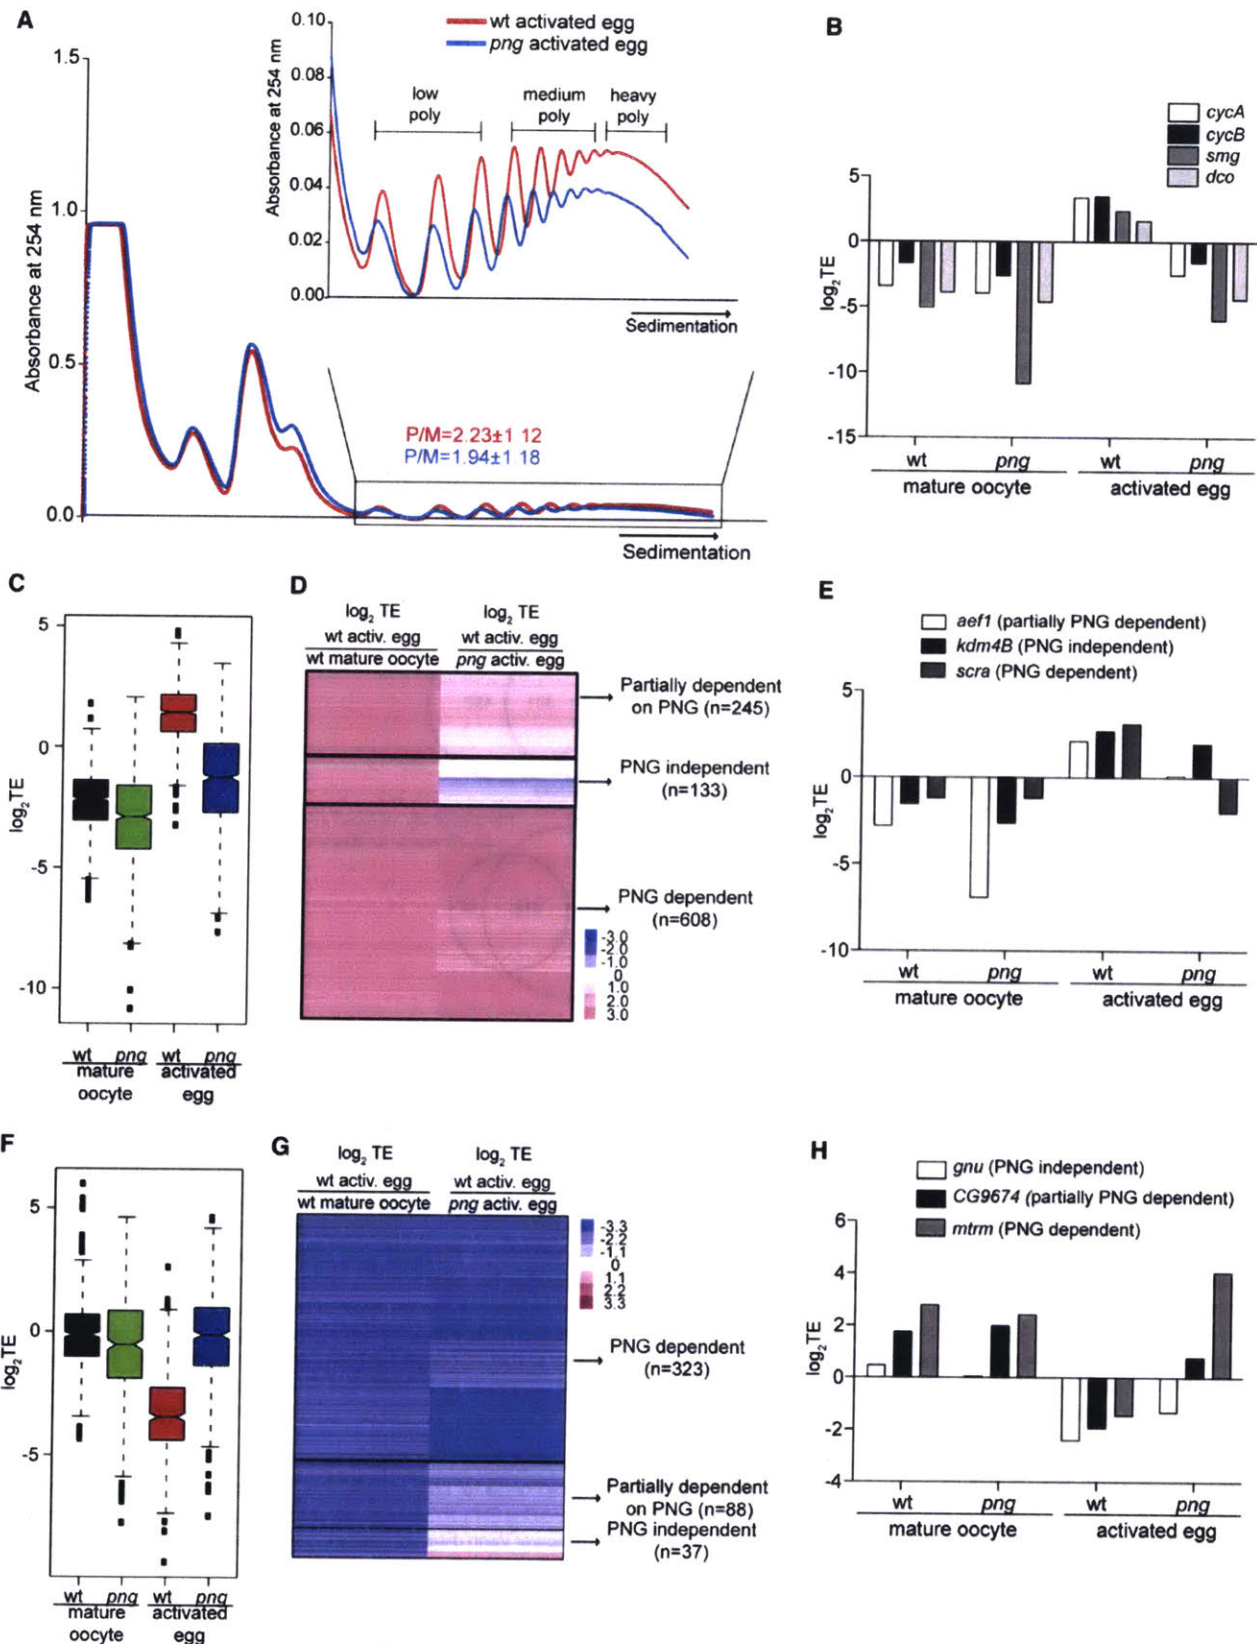 A
Absorbance at 254 nm
1.5
1.0
0.5
0.0
Absorbance at 254 nm
0.10
0.08
0.06
0.04
0.02
0.00
wt activated egg
png activated egg
low
poly
medium
poly
heavy
poly
Sedimentation
P/M=2.23±1 12
P/M=1.94±1.18
Sedimentation
B
cycA
cycB
smg
dco
log2TE
5
0
-5
-10
-15
wt
png
wt
png
mature oocyte
activated egg
C
log2TE
5
0
-5
-10
wt
png
wt
png
mature
oocyte
activated
egg
D
log2 TE
wt activ. egg
wt mature oocyte
log2 TE
wt activ. egg
png activ. egg
Partially dependent
on PNG (n=245)
PNG independent
(n=133)
PNG dependent
(n=608)
-3.0
-2.0
-1.0
0
1.0
2.0
3.0
E
aef1 (partially PNG dependent)
kdm4B (PNG independent)
scra (PNG dependent)
log2TE
5
0
-5
-10
wt
png
wt
png
mature oocyte
activated egg
F
log2TE
5
0
-5
wt
png
wt
png
mature
oocyte
activated
egg
G
log2 TE
wt activ. egg
wt mature oocyte
log2 TE
wt activ. egg
png activ. egg
-3.3
-2.2
-1.1
0
1.1
2.2
3.3
PNG dependent
(n=323)
Partially dependent
on PNG (n=88)
PNG independent
(n=37)
H
gnu (PNG independent)
CG9674 (partially PNG dependent)
mtrm (PNG dependent)
log2TE
6
4
2
0
-2
-4
wt
png
wt
png
mature oocyte
activated egg